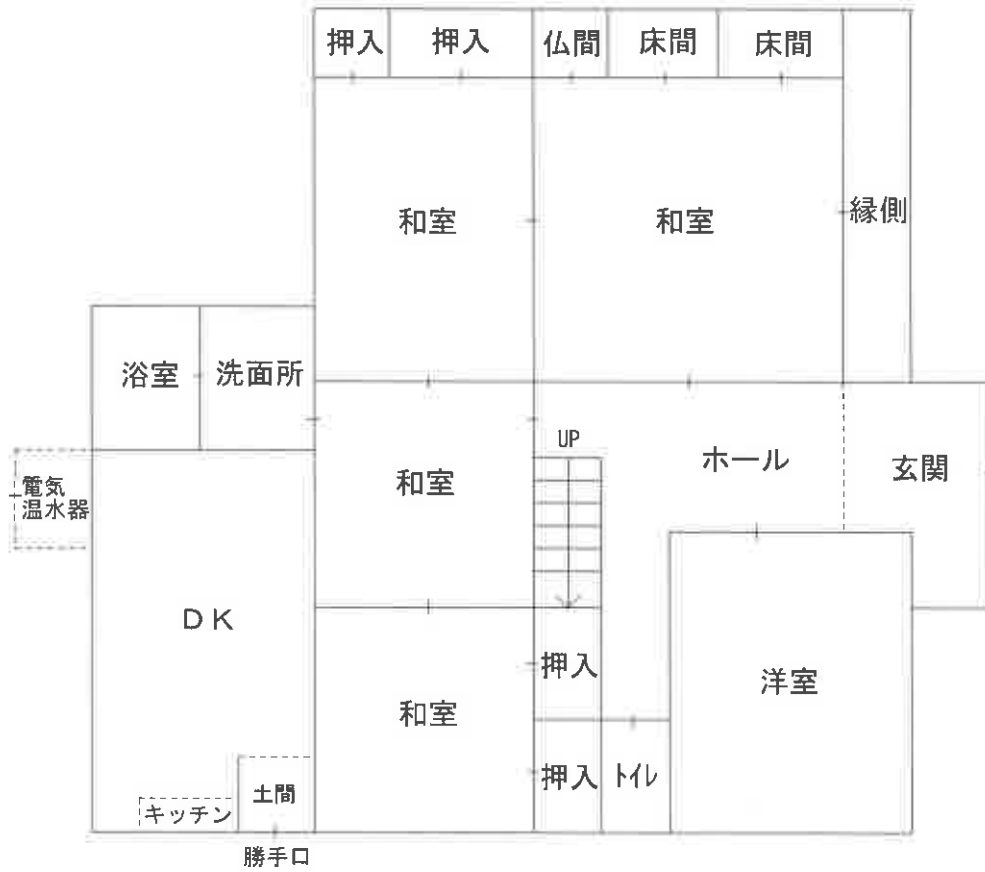 押入
押入
仏間
床間
床間
和室
和室
縁側
浴室
洗面所
UP
ホール
玄関
和室
電気
温水器
DK
押入
洋室
和室
押入
トイレ
土間
キッチン
勝手口